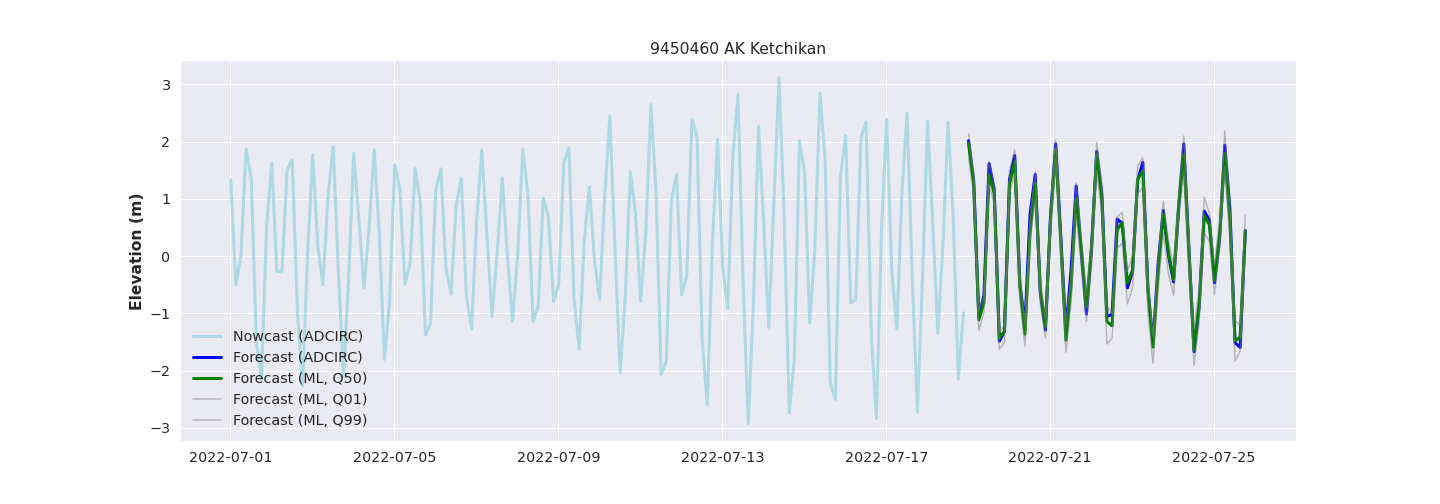 9450460 AK Ketchikan
Elevation (m)
3
2
1
0
−1
−2
−3
Nowcast (ADCIRC)
Forecast (ADCIRC)
Forecast (ML, Q50)
Forecast (ML, Q01)
Forecast (ML, Q99)
2022-07-01 2022-07-05 2022-07-09 2022-07-13 2022-07-17 2022-07-21 2022-07-25